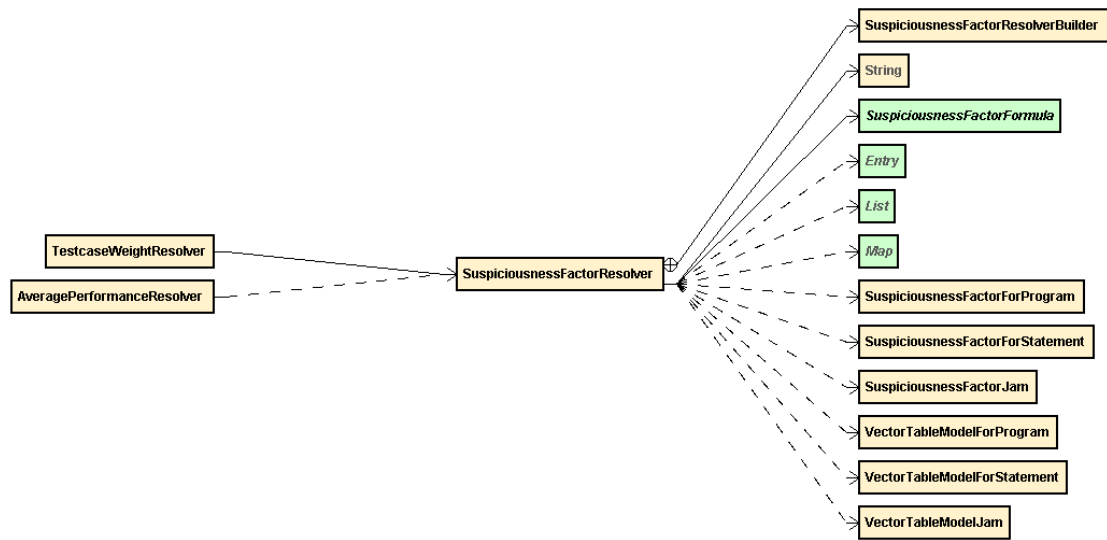 SuspiciousnessFactorResolverBuilder
String
SuspiciousnessFactorFormula
Entry
List
Map
TestcaseWeightResolver
SuspiciousnessFactorResolver
AveragePerformanceResolver
SuspiciousnessFactorForProgram
SuspiciousnessFactorForStatement
SuspiciousnessFactorJam
VectorTableModelForProgram
VectorTableModelForStatement
VectorTableModelJam